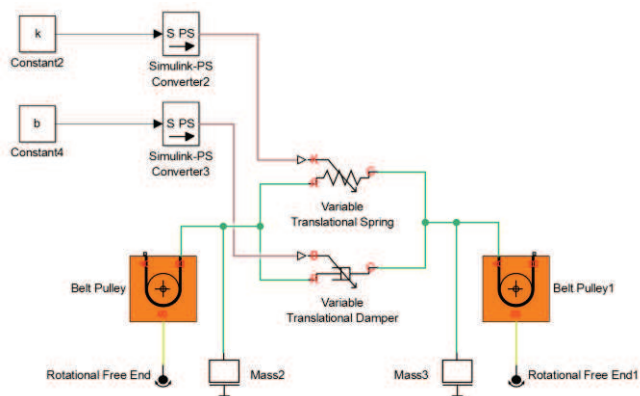 k
Constant2
S PS
Simulink-PS
Converter2
b
Constant4
S PS
Simulink-PS
Converter3
Variable
Translational Spring
Variable
Translational Damper
Belt Pulley
Belt Pulley1
Rotational Free End
Mass2
Mass3
Rotational Free End1